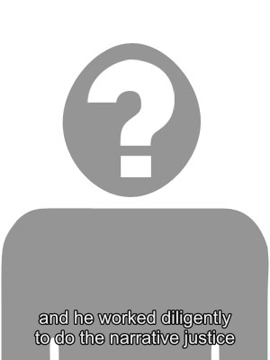 ?
and he worked diligently
to do the narrative justice